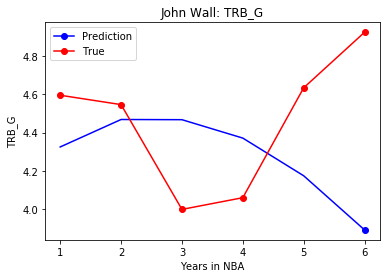 John Wall: TRB_G
Prediction
True
TRB_G
4.8
4.6
4.4
4.2
4.0
1 2 3 4 5 6
Years in NBA